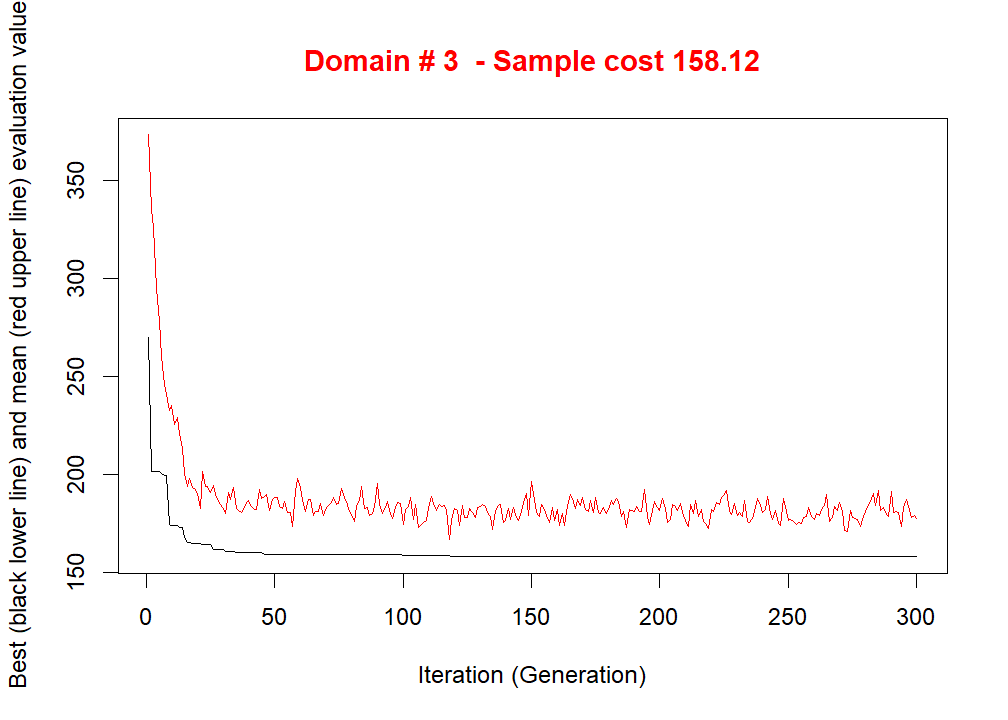 Domain # 3  - Sample cost 158.12
Best (black lower line) and mean (red upper line) evaluation value
350
300
250
200
150
0 50 100 150 200 250 300
Iteration (Generation)